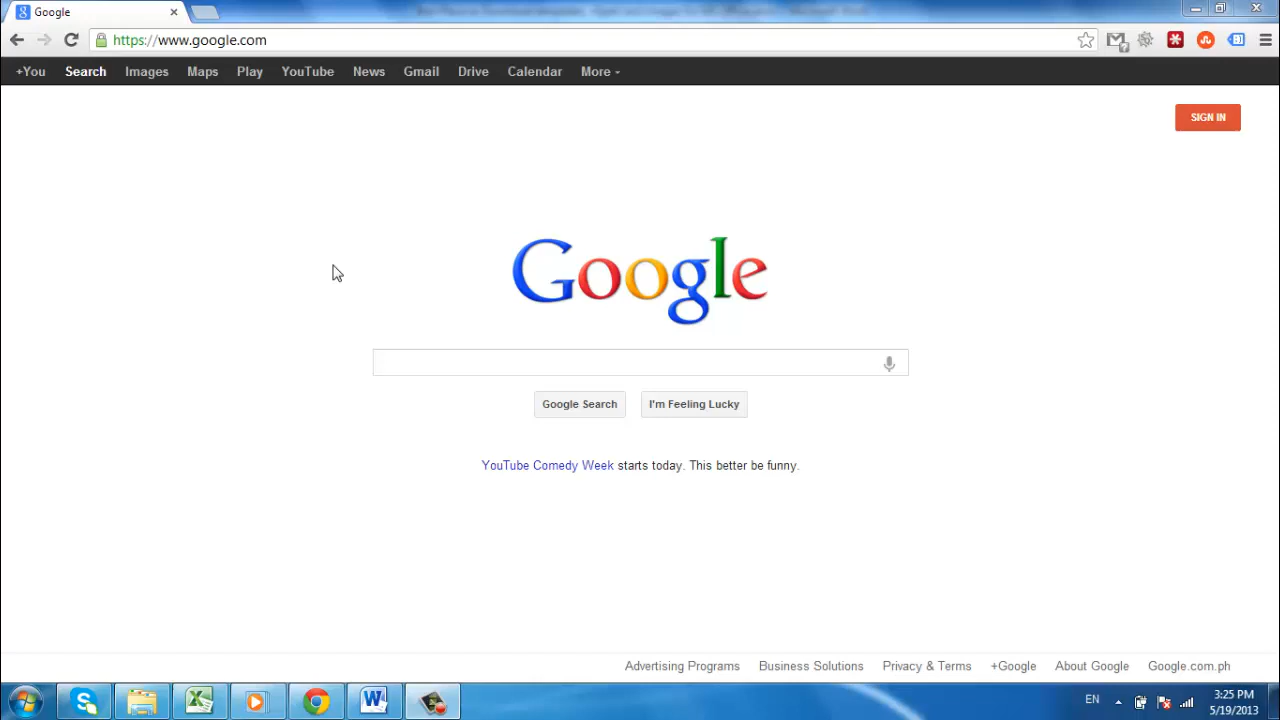 Google
https://www.google.com
+You Search Images Maps Play YouTube News Gmail Drive Calendar More
SIGN IN
Google
Google Search I'm Feeling Lucky
YouTube Comedy Week starts today. This better be funny.
Advertising Programs Business Solutions Privacy & Terms +Google About Google Google.com.ph
EN 3:25 PM
5/19/2013